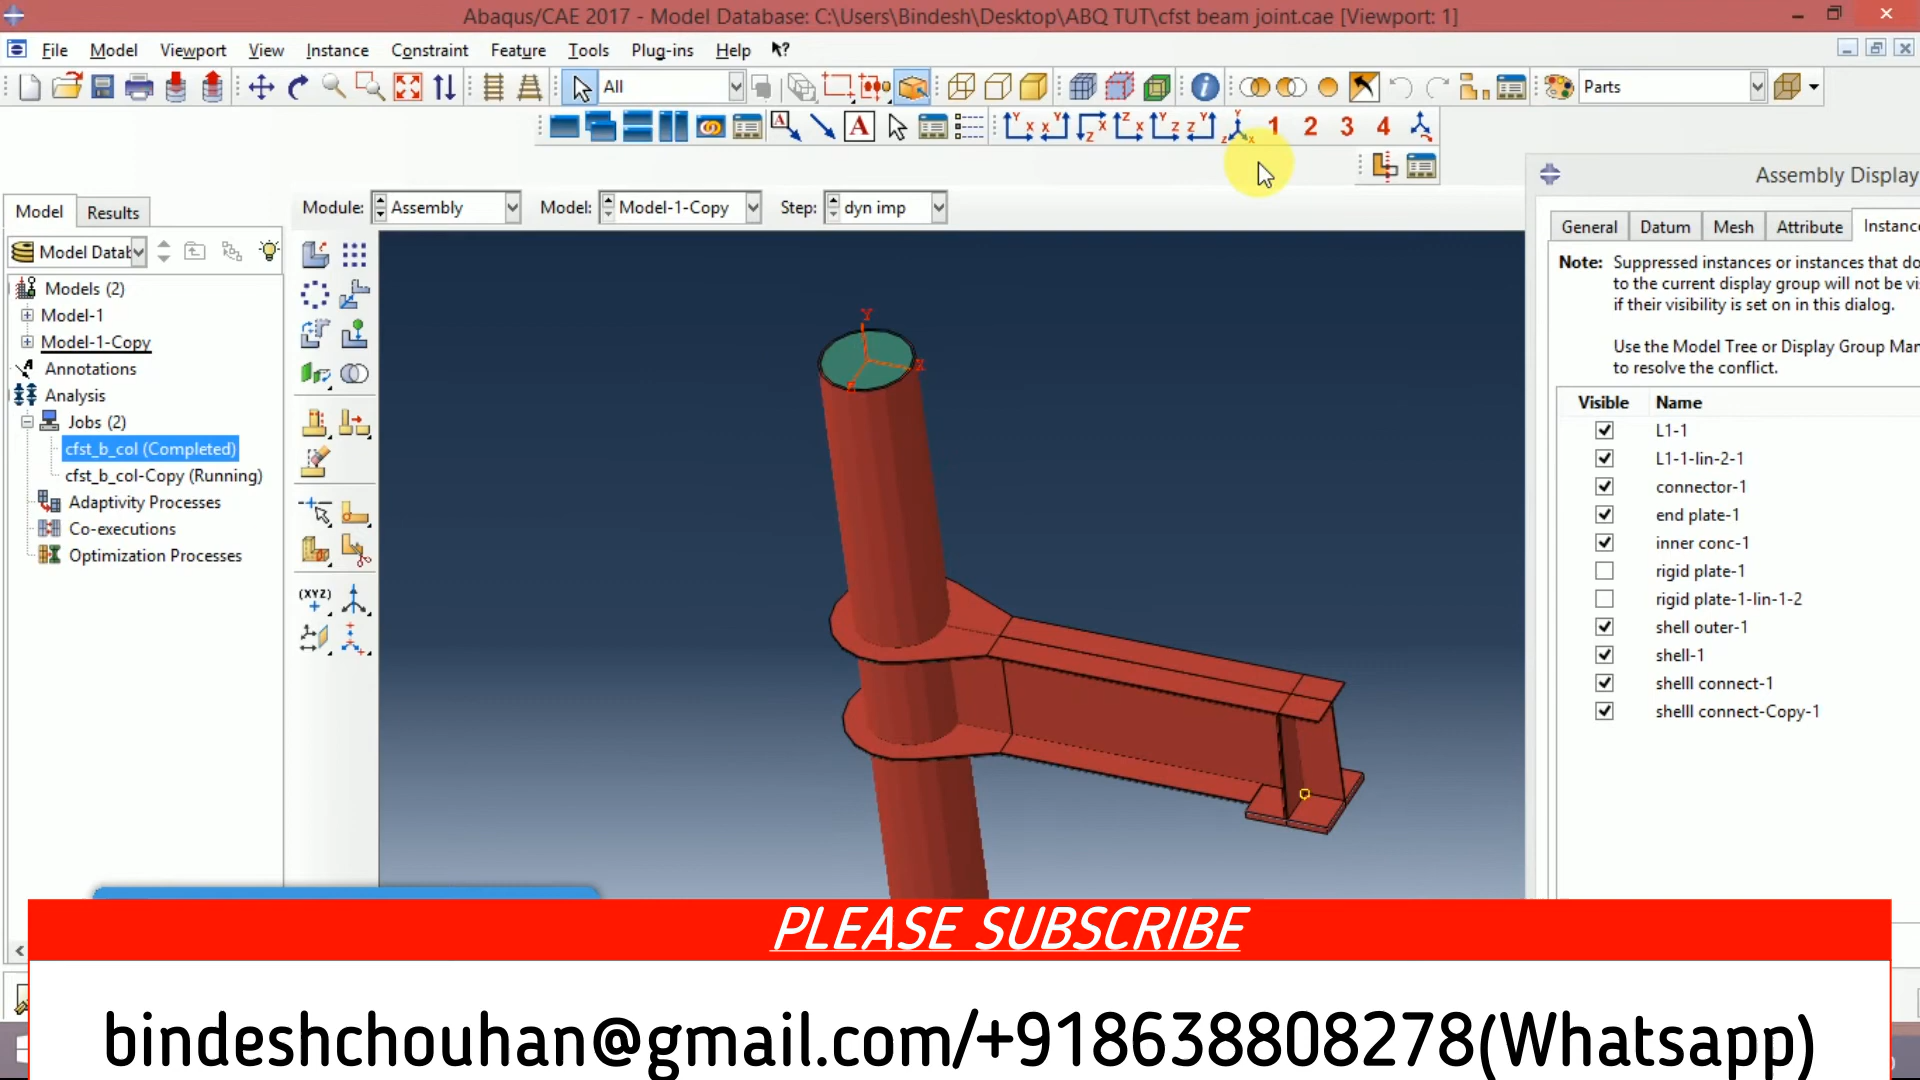 Abaqus/CAE 2017 - Model Database: C:\Users\Bindesh\Desktop\ABQ TUT\cfst beam joint.cae [Viewport: 1]
File Model Viewport View Instance Constraint Feature Tools Plug-ins Help
All
Parts
1 2 3 4
Assembly Display
Model Results
Module: Assembly Model: Model-1-Copy Step: dyn imp
General Datum Mesh Attribute Instance
Model Datab
Note: Suppressed instances or instances that do
to the current display group will not be vi
if their visibility is set on in this dialog.
Use the Model Tree or Display Group Man
to resolve the conflict.
Models (2)
Model-1
Model-1-Copy
Annotations
Analysis
Jobs (2)
cfst_b_col (Completed)
cfst_b_col-Copy (Running)
Adaptivity Processes
Co-executions
Optimization Processes
(XYZ)
Y
Visible Name
L1-1
L1-1-lin-2-1
connector-1
end plate-1
inner conc-1
rigid plate-1
rigid plate-1-lin-1-2
shell outer-1
shell-1
shelll connect-1
shelll connect-Copy-1
PLEASE SUBSCRIBE
bindeshchouhan@gmail.com/+918638808278(Whatsapp)